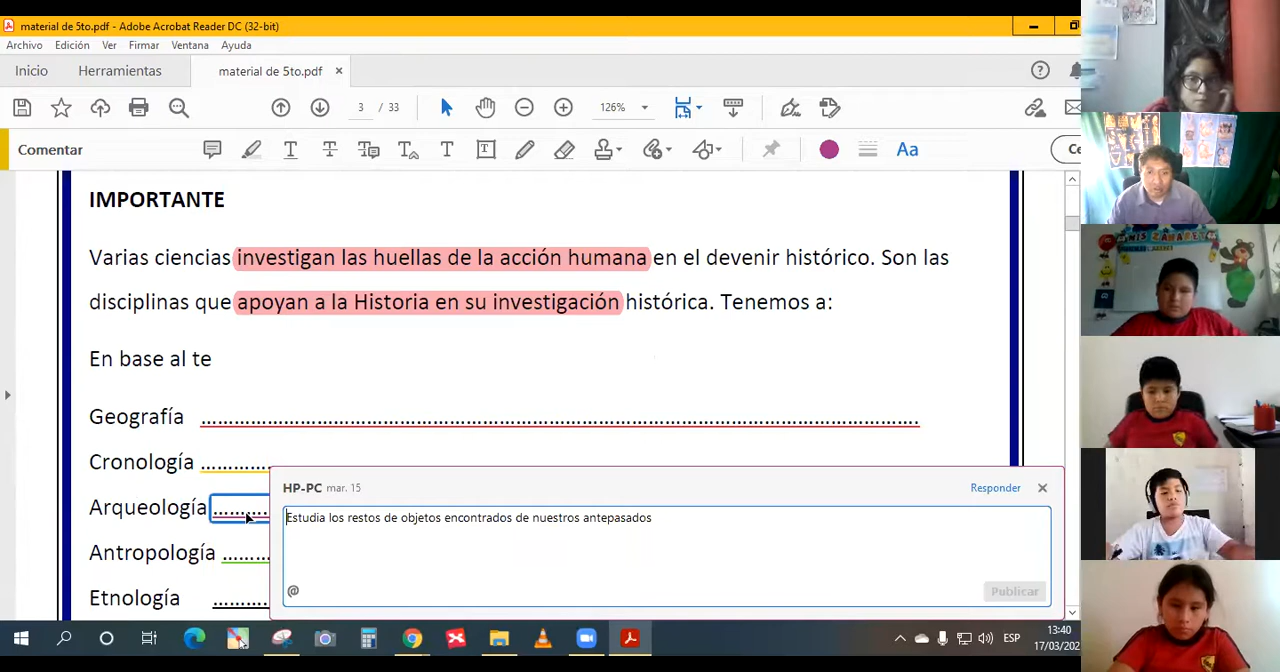 material de 5to.pdf - Adobe Acrobat Reader DC (32-bit)
Archivo Edición Ver Firmar Ventana Ayuda
Inicio Herramientas material de 5to.pdf ×
3 / 33 126%
Comentar Aa Ce
IMPORTANTE
Varias ciencias investigan las huellas de la acción humana en el devenir histórico. Son las
disciplinas que apoyan a la Historia en su investigación histórica. Tenemos a:
En base al te
Geografía ……………………………………………………………………………………………….
Cronología …………
Arqueología …………
HP-PC mar. 15 Responder
Estudia los restos de objetos encontrados de nuestros antepasados
@ Publicar
Antropología ………
Etnología ………
ESP
13:40
17/03/202